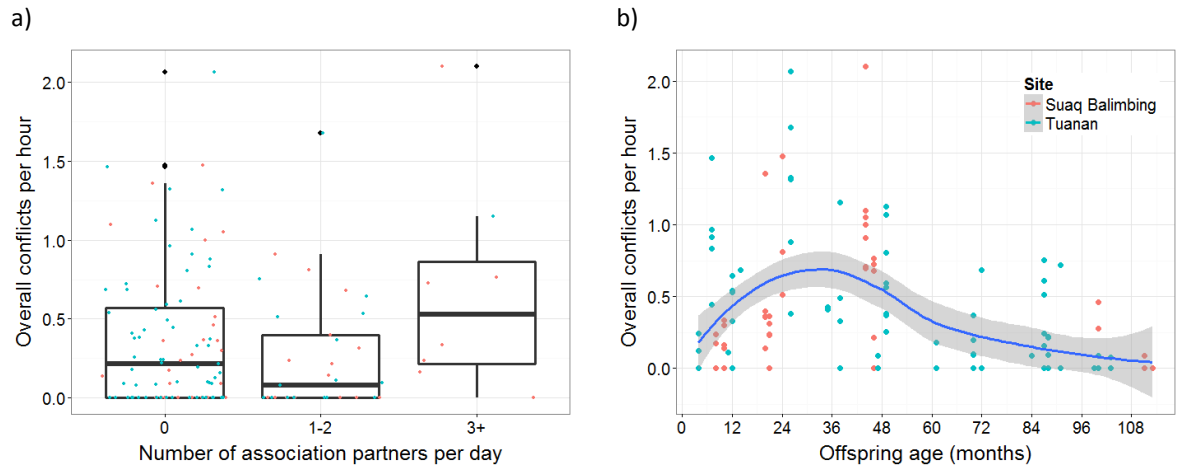 a)
Overall conflicts per hour
2.0
1.5
1.0
0.5
0.0
0
1-2
3+
Number of association partners per day
b)
Overall conflicts per hour
2.0
1.5
1.0
0.5
0.0
Site
Suaq Balimbing
Tuanan
0
12
24
36
48
60
72
84
96
108
Offspring age (months)